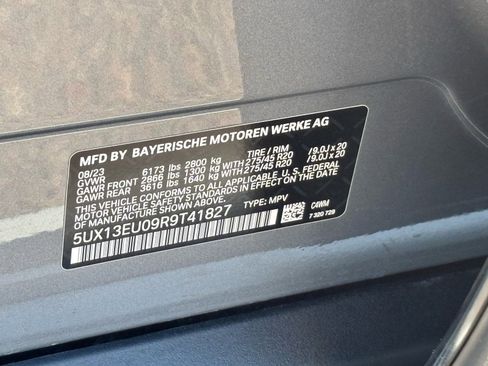 MFD BY BAYERISCHE MOTOREN WERKE AG
08/23 TIRE / RIM
GVWR 6173 lbs 2800 kg
GAWR FRONT 2866 lbs 1300 kg WITH 275/45 R20 / 9.0J x 20
GAWR REAR 3616 lbs 1640 kg WITH 275/45 R20 / 9.0J x 20
THIS VEHICLE CONFORMS TO ALL APPLICABLE U.S. FEDERAL
MOTOR VEHICLE SAFETY STANDARDS IN EFFECT ON THE DATE OF
MANUFACTURE SHOWN ABOVE.
5UX13EU09R9T41827 TYPE: MPV
C4WM
7 320 729